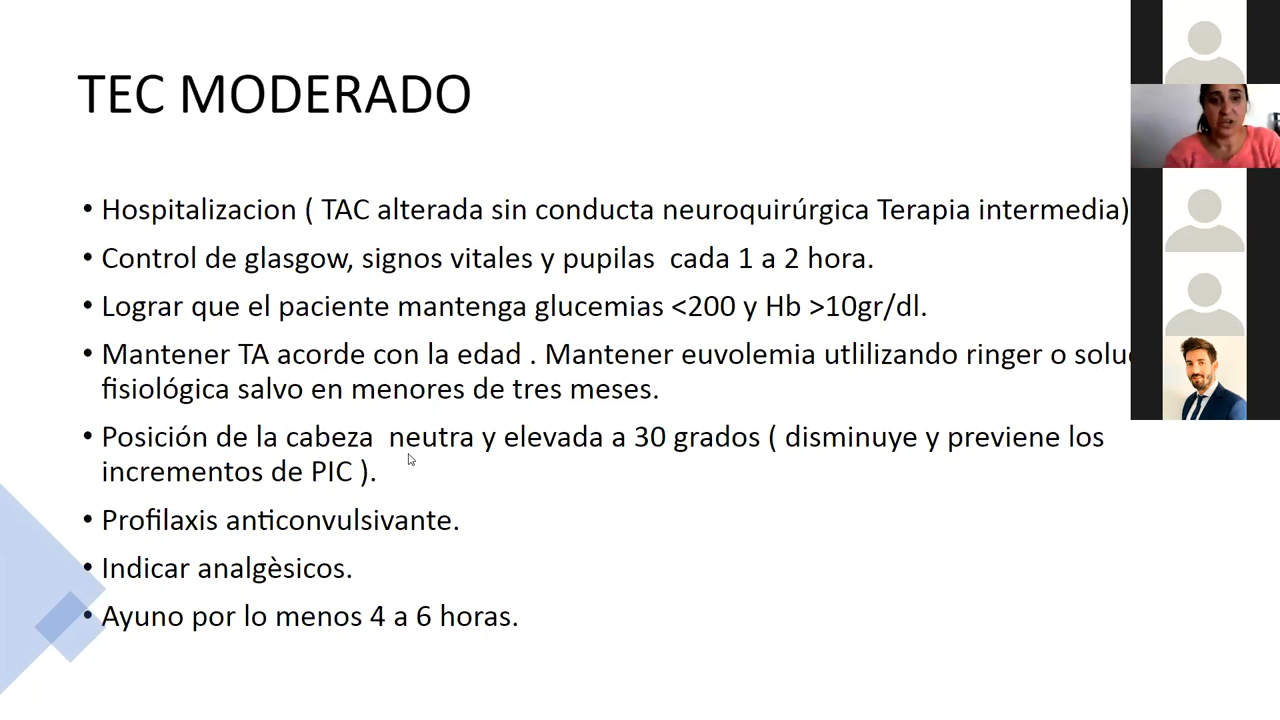 TEC MODERADO
• Hospitalizacion ( TAC alterada sin conducta neuroquirúrgica Terapia intermedia)
• Control de glasgow, signos vitales y pupilas cada 1 a 2 hora.
• Lograr que el paciente mantenga glucemias <200 y Hb >10gr/dl.
• Mantener TA acorde con la edad . Mantener euvolemia utlilizando ringer o
fisiológica salvo en menores de tres meses.
• Posición de la cabeza neutra y elevada a 30 grados ( disminuye y previene los
incrementos de PIC ).
• Profilaxis anticonvulsivante.
• Indicar analgèsicos.
• Ayuno por lo menos 4 a 6 horas.